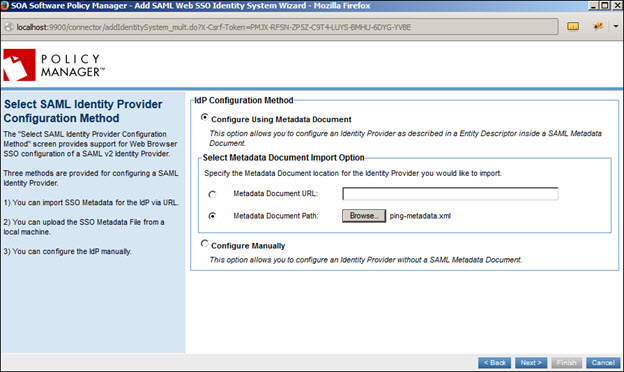 SOA Software Policy Manager - Add SAML Web SSO Identity System Wizard - Mozilla Firefox
localhost:9900/connector/addIdentitySystem_mult.do?X-Csrf-Token=PMJX-RFSN-ZP5Z-C9T4-LUYS-BMHU-6DYG-YVBE
POLICY
MANAGER™
Select SAML Identity Provider
Configuration Method
The "Select SAML Identity Provider Configuration
Method" screen provides support for Web Browser
SSO configuration of a SAML v2 Identity Provider.
Three methods are provided for configuring a SAML
Identity Provider.
1) You can import SSO Metadata for the IdP via URL.
2) You can upload the SSO Metadata File from a
local machine.
3) You can configure the IdP manually.
IdP Configuration Method
Configure Using Metadata Document
This option allows you to configure an Identity Provider as described in a Entity Descriptor inside a SAML Metadata
Document.
Select Metadata Document Import Option
Specify the Metadata Document location for the Identity Provider you would like to import.
Metadata Document URL:
Metadata Document Path: Browse... ping-metadata.xml
Configure Manually
This option allows you to configure an Identity Provider without a SAML Metadata Document.
< Back Next > Finish Cancel